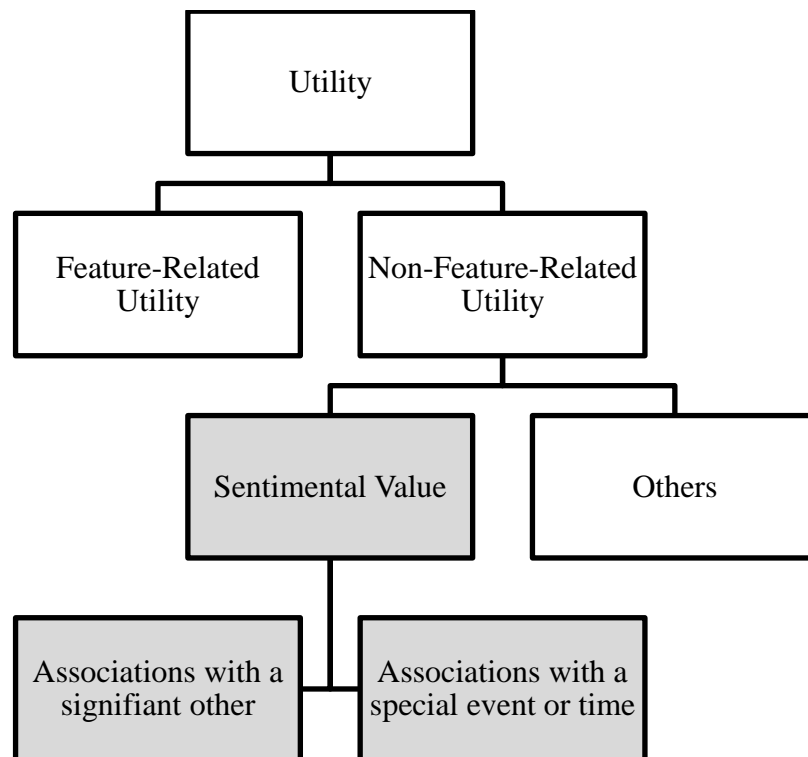 Utility
Feature-Related
Utility
Non-Feature-Related
Utility
Sentimental Value
Others
Associations with a
signifiant other
Associations with a
special event or time